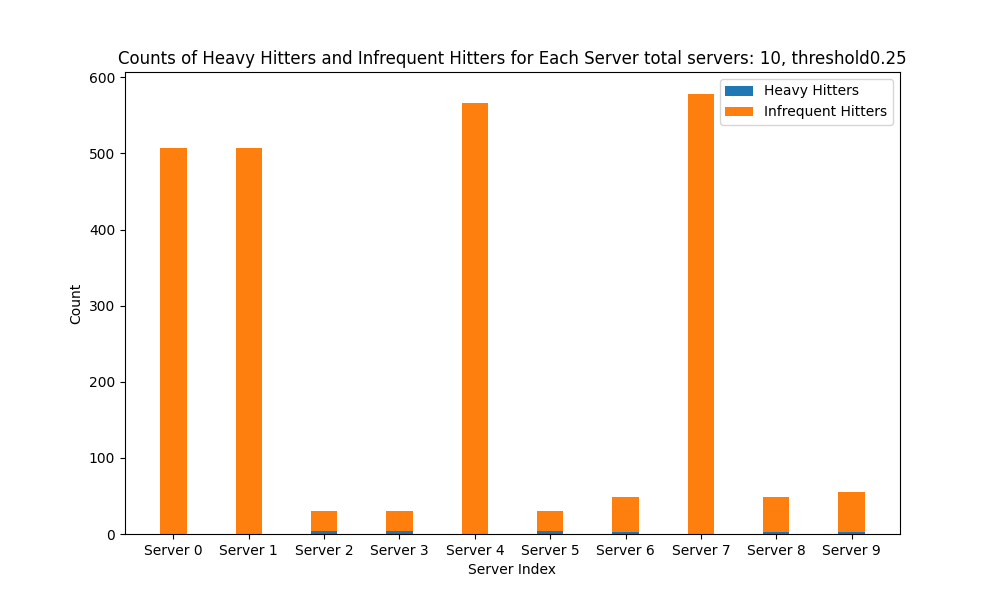 Counts of Heavy Hitters and Infrequent Hitters for Each Server total servers: 10, threshold0.25
Heavy Hitters
Infrequent Hitters
600
500
400
300
200
100
0
Count
Server 0 Server 1 Server 2 Server 3 Server 4 Server 5 Server 6 Server 7 Server 8 Server 9
Server Index